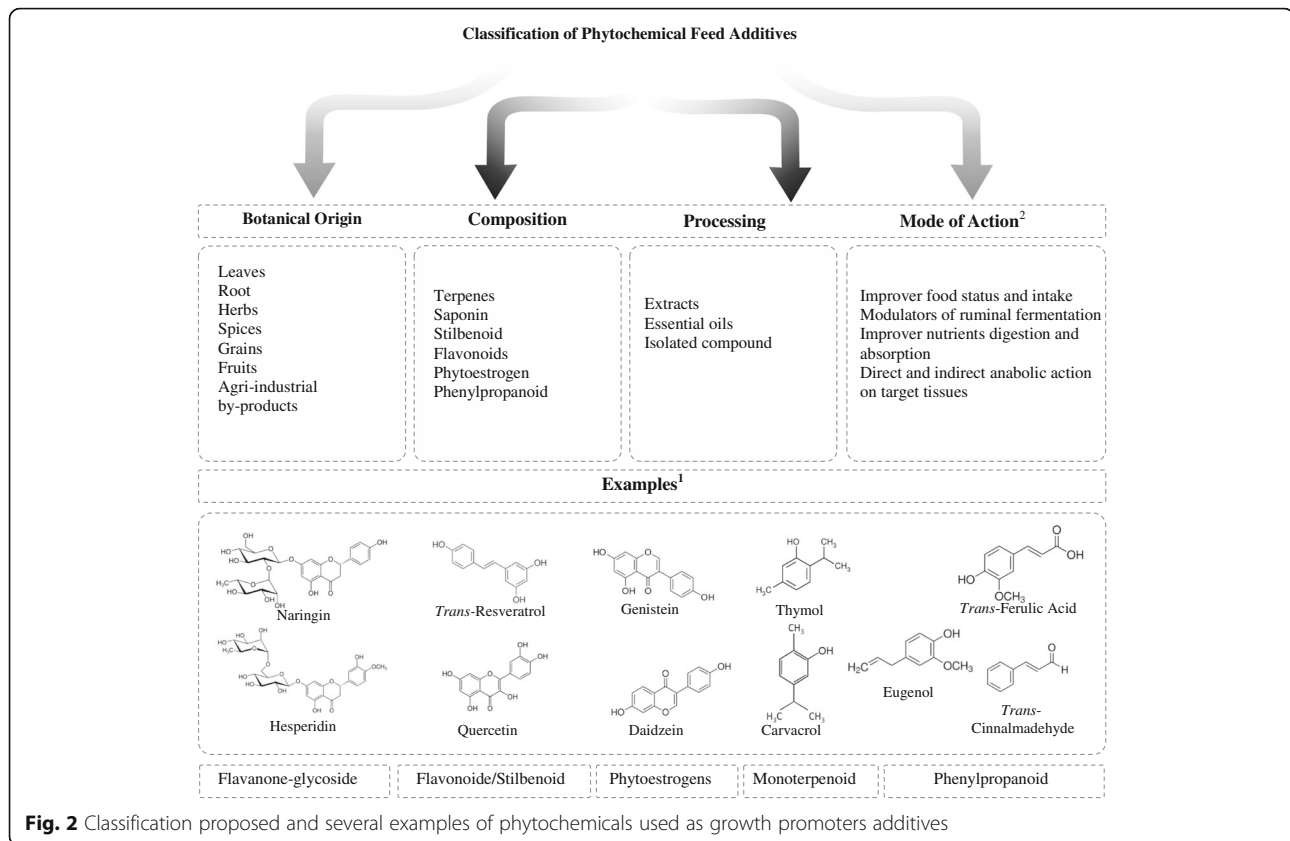 Classification of Phytochemical Feed Additives
Botanical Origin
Composition
Processing
Mode of Action2
Leaves
Root
Herbs
Spices
Grains
Fruits
Agri-industrial
by-products
Terpenes
Saponin
Stilbenoid
Flavonoids
Phytoestrogen
Phenylpropanoid
Extracts
Essential oils
Isolated compound
Improver food status and intake
Modulators of ruminal fermentation
Improver nutrients digestion and
absorption
Direct and indirect anabolic action
on target tissues
Examples1
Naringin
Trans-Resveratrol
Genistein
Thymol
Trans-Ferulic Acid
Hesperidin
Quercetin
Daidzein
Carvacrol
Eugenol
Trans-
Cinnalmadehyde
Flavanone-glycoside
Flavonoide/Stilbenoid
Phytoestrogens
Monoterpenoid
Phenylpropanoid
Fig. 2 Classification proposed and several examples of phytochemicals used as growth promoters additives